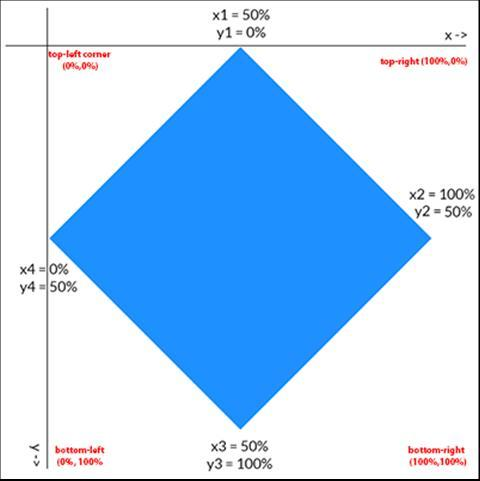 x1 = 50%
y1 = 0%
x ->
top-left corner
(0%,0%)
top-right (100%,0%)
x2 = 100%
y2 = 50%
x4 = 0%
y4 = 50%
Y ->
bottom-left
(0%, 100%
x3 = 50%
y3 = 100%
bottom-right
(100%,100%)